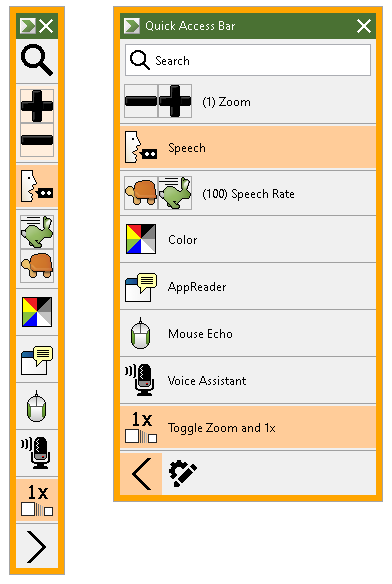 1x
Quick Access Bar
Search
(1) Zoom
Speech
(100) Speech Rate
Color
AppReader
Mouse Echo
Voice Assistant
1x Toggle Zoom and 1x